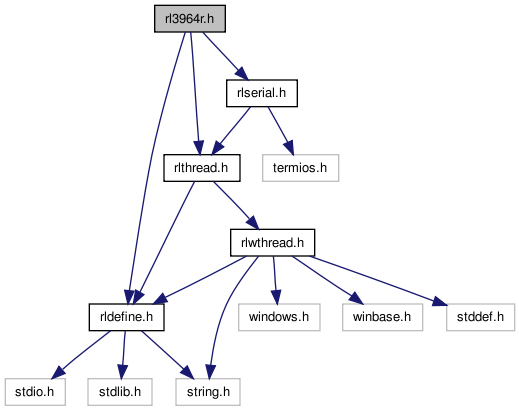 rl3964r.h
rlserial.h
rlthread.h
termios.h
rlwthread.h
rldefine.h
windows.h
winbase.h
stddef.h
stdio.h
stdlib.h
string.h